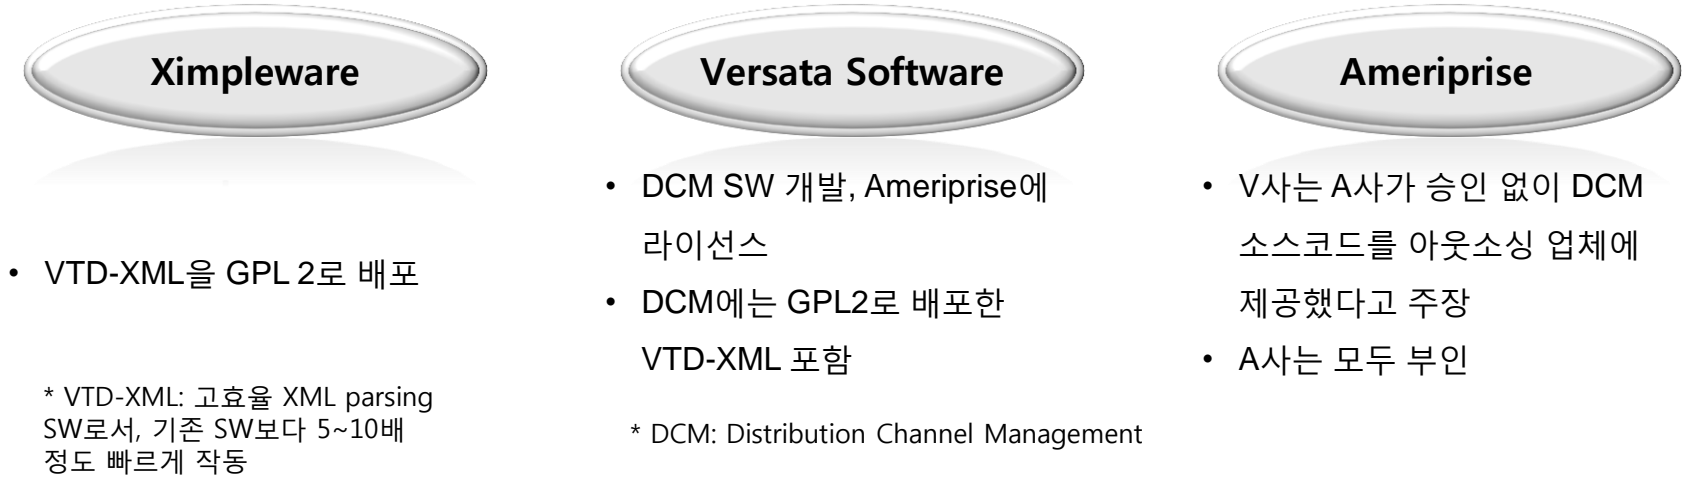 Ximpleware
• VTD-XML을 GPL 2로 배포
* VTD-XML: 고효율 XML parsing
SW로서, 기존 SW보다 5~10배
정도 빠르게 작동
Versata Software
• DCM SW 개발, Ameriprise에
라이선스
• DCM에는 GPL2로 배포한
VTD-XML 포함
* DCM: Distribution Channel Management
Ameriprise
• V사는 A사가 승인 없이 DCM
소스코드를 아웃소싱 업체에
제공했다고 주장
• A사는 모두 부인